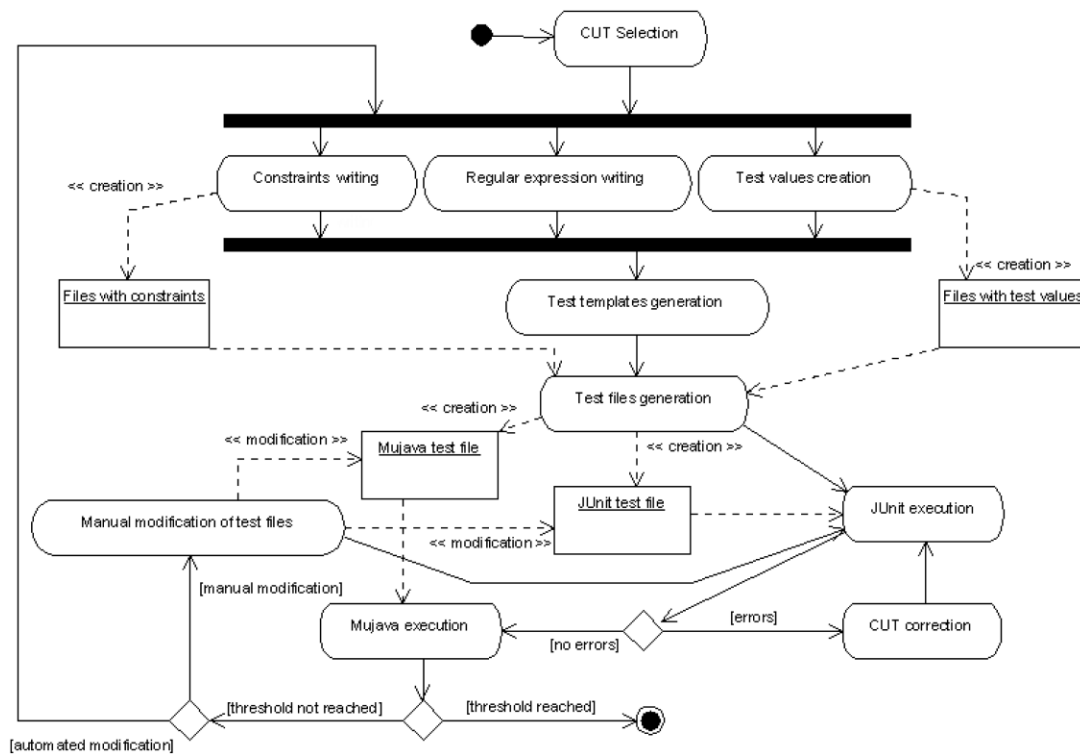 CUT Selection
Constraints writing
Regular expression writing
Test values creation
<< creation >>
<< creation >>
Files with constraints
Test templates generation
Files with test values
Test files generation
<< creation >>
<< modification >>
Mujava test file
<< creation >>
JUnit test file
JUnit execution
Manual modification of test files
<< modification >>
[manual modification]
Mujava execution
[no errors]
[errors]
CUT correction
[threshold not reached]
[threshold reached]
[automated modification]